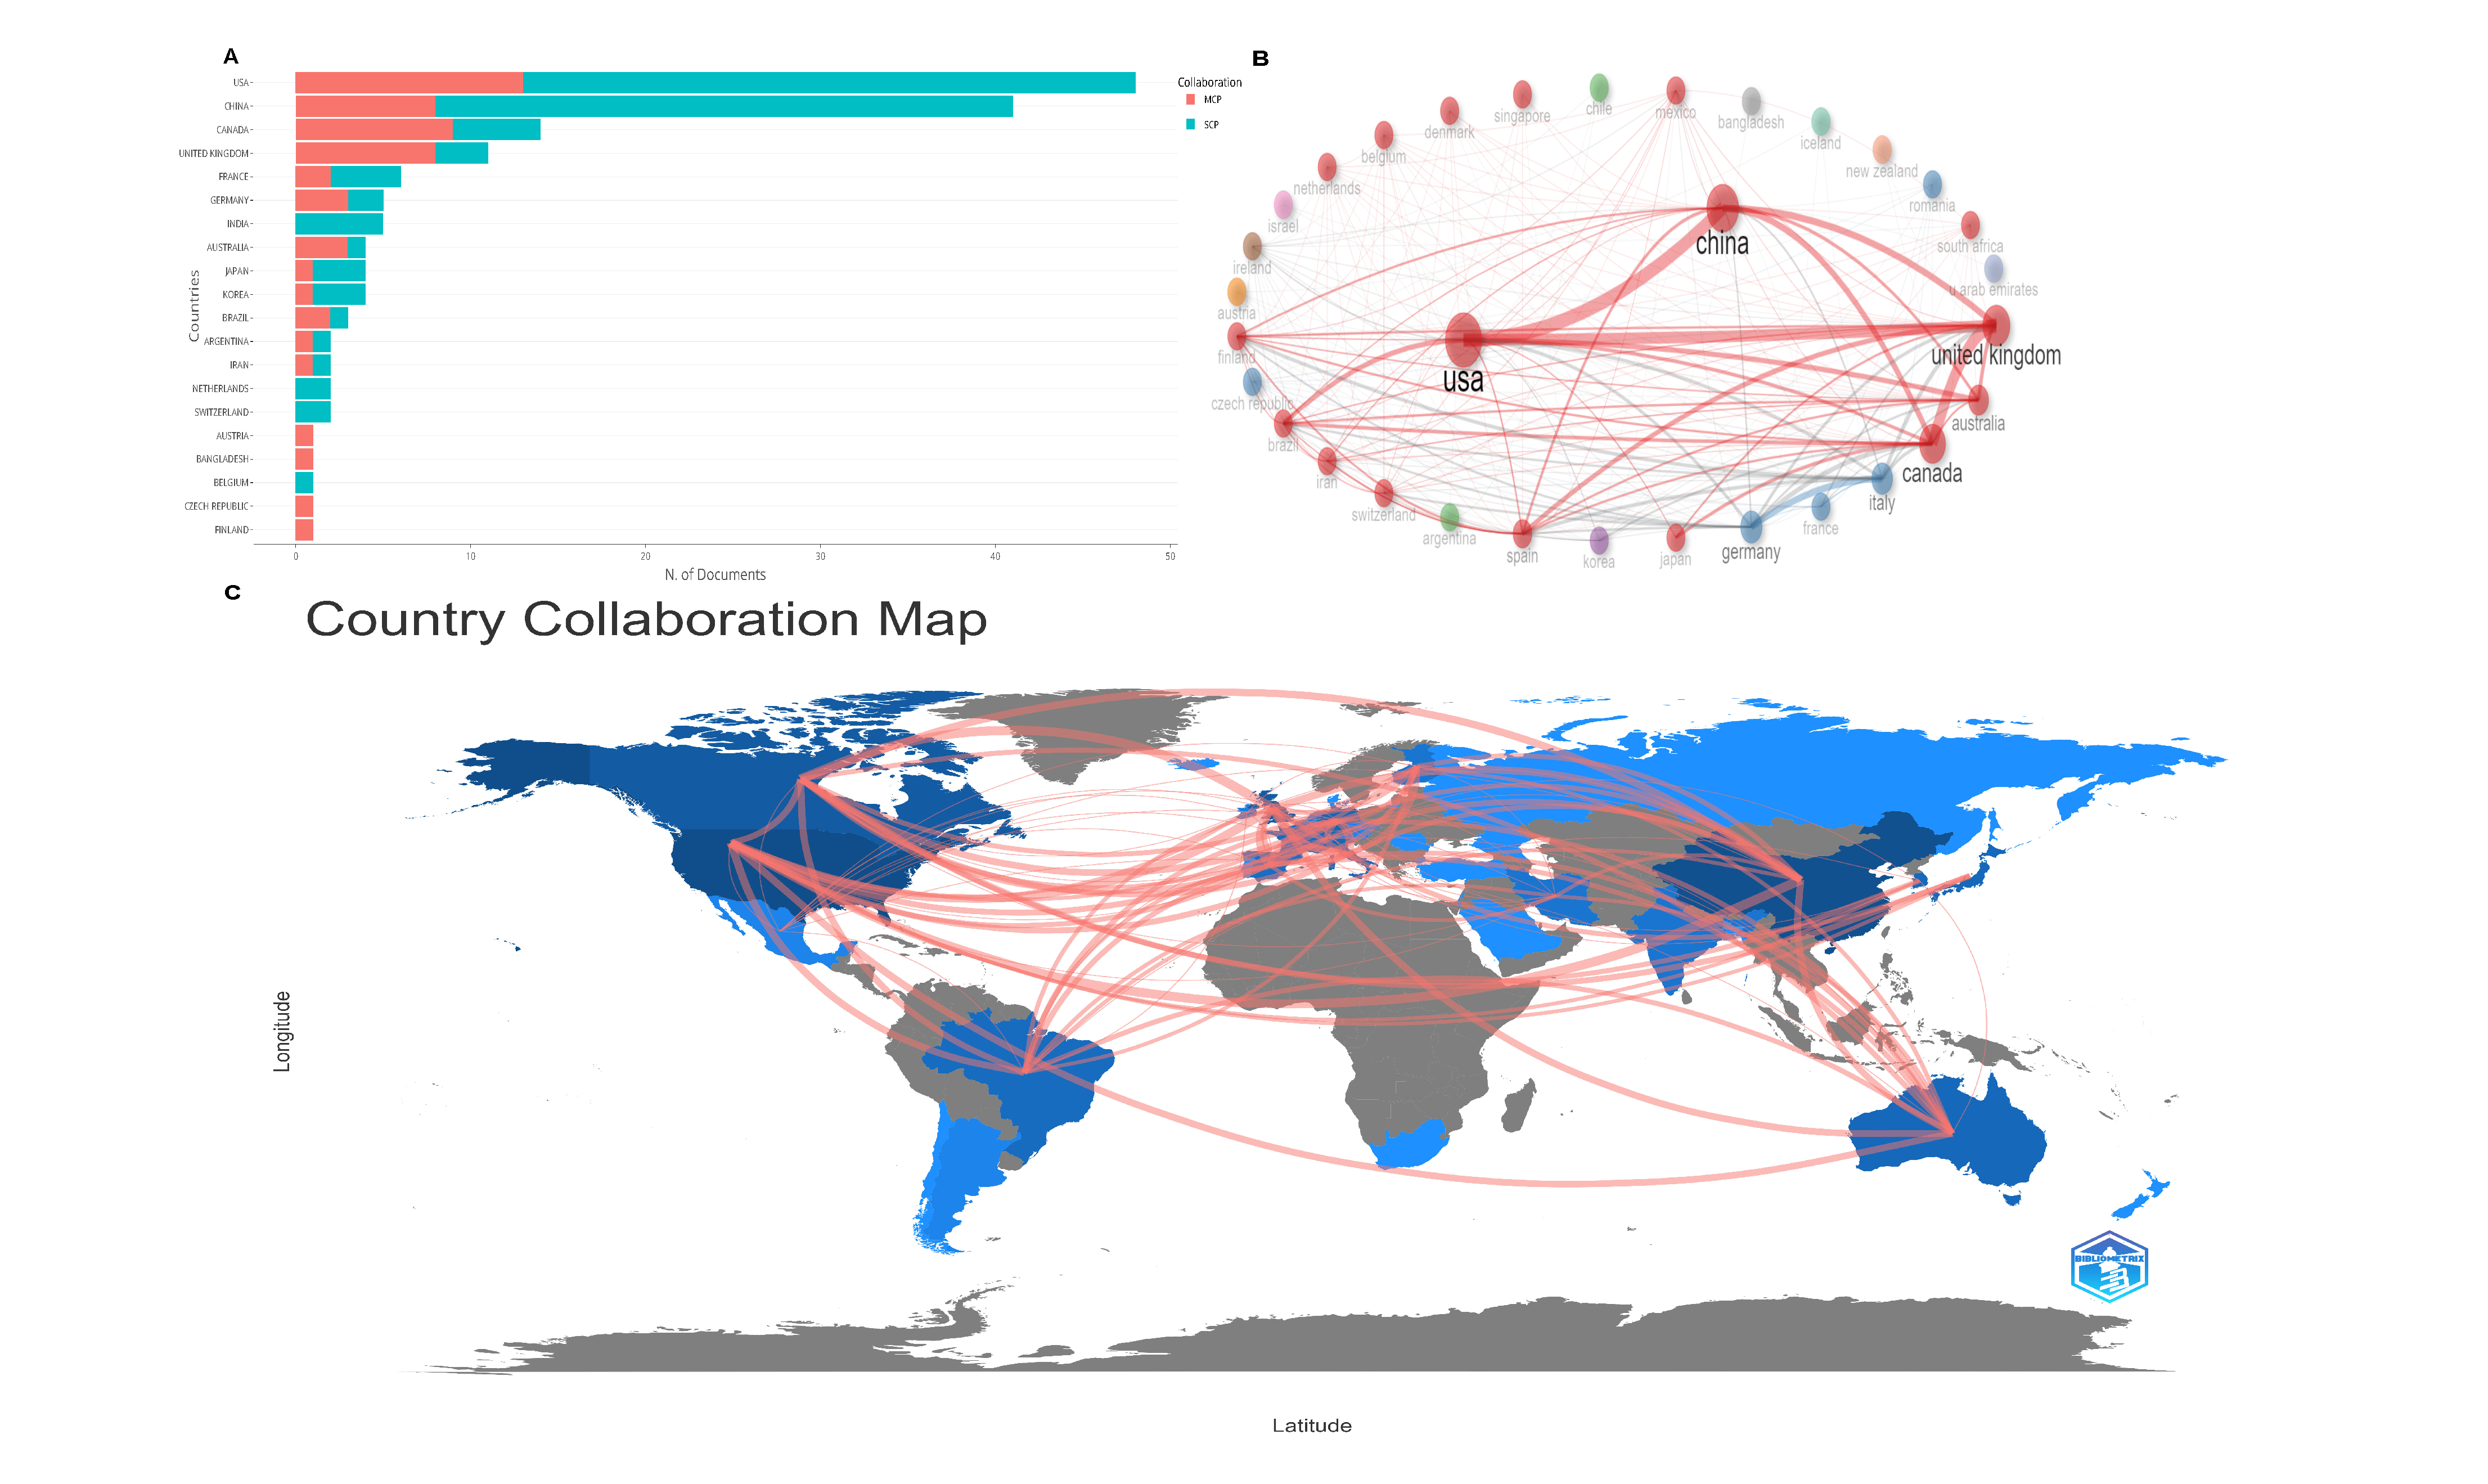 A
USA
CHINA
CANADA
UNITED KINGDOM
FRANCE
GERMANY
INDIA
AUSTRALIA
JAPAN
KOREA
BRAZIL
ARGENTINA
IRAN
NETHERLANDS
SWITZERLAND
AUSTRIA
BANGLADESH
BELGIUM
CZECH REPUBLIC
FINLAND
Countries
0 10 20 30 40 50
N. of Documents
Collaboration
MCP
SCP
B
chile
mexico
singapore
bangladesh
denmark
iceland
belgium
new zealand
netherlands
romania
israel
south africa
china
ireland
u arab emirates
austria
finland
united kingdom
usa
czech republic
australia
brazil
canada
iran
italy
switzerland
france
argentina
germany
spain
korea
japan
C
Country Collaboration Map
Longitude
BIBLIOMETRIX
Latitude